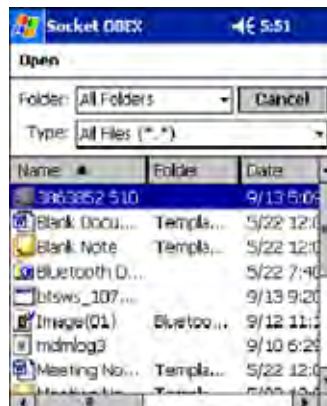 Socket OBEX 5:51
Open
Folder: All Folders Cancel
Type: All Files (*.*)
Name Folder Date
3863852 510 9/13 5:09
Blank Docu... Templa... 5/22 12:0
Blank Note Templa... 5/22 12:0
Bluetooth D... 5/22 7:40
btsws_107... 9/13 9:20
Image(01) Bluetoo... 9/12 11:
mdmlog3 9/10 6:29
Meeting No... Templa... 5/22 12:0